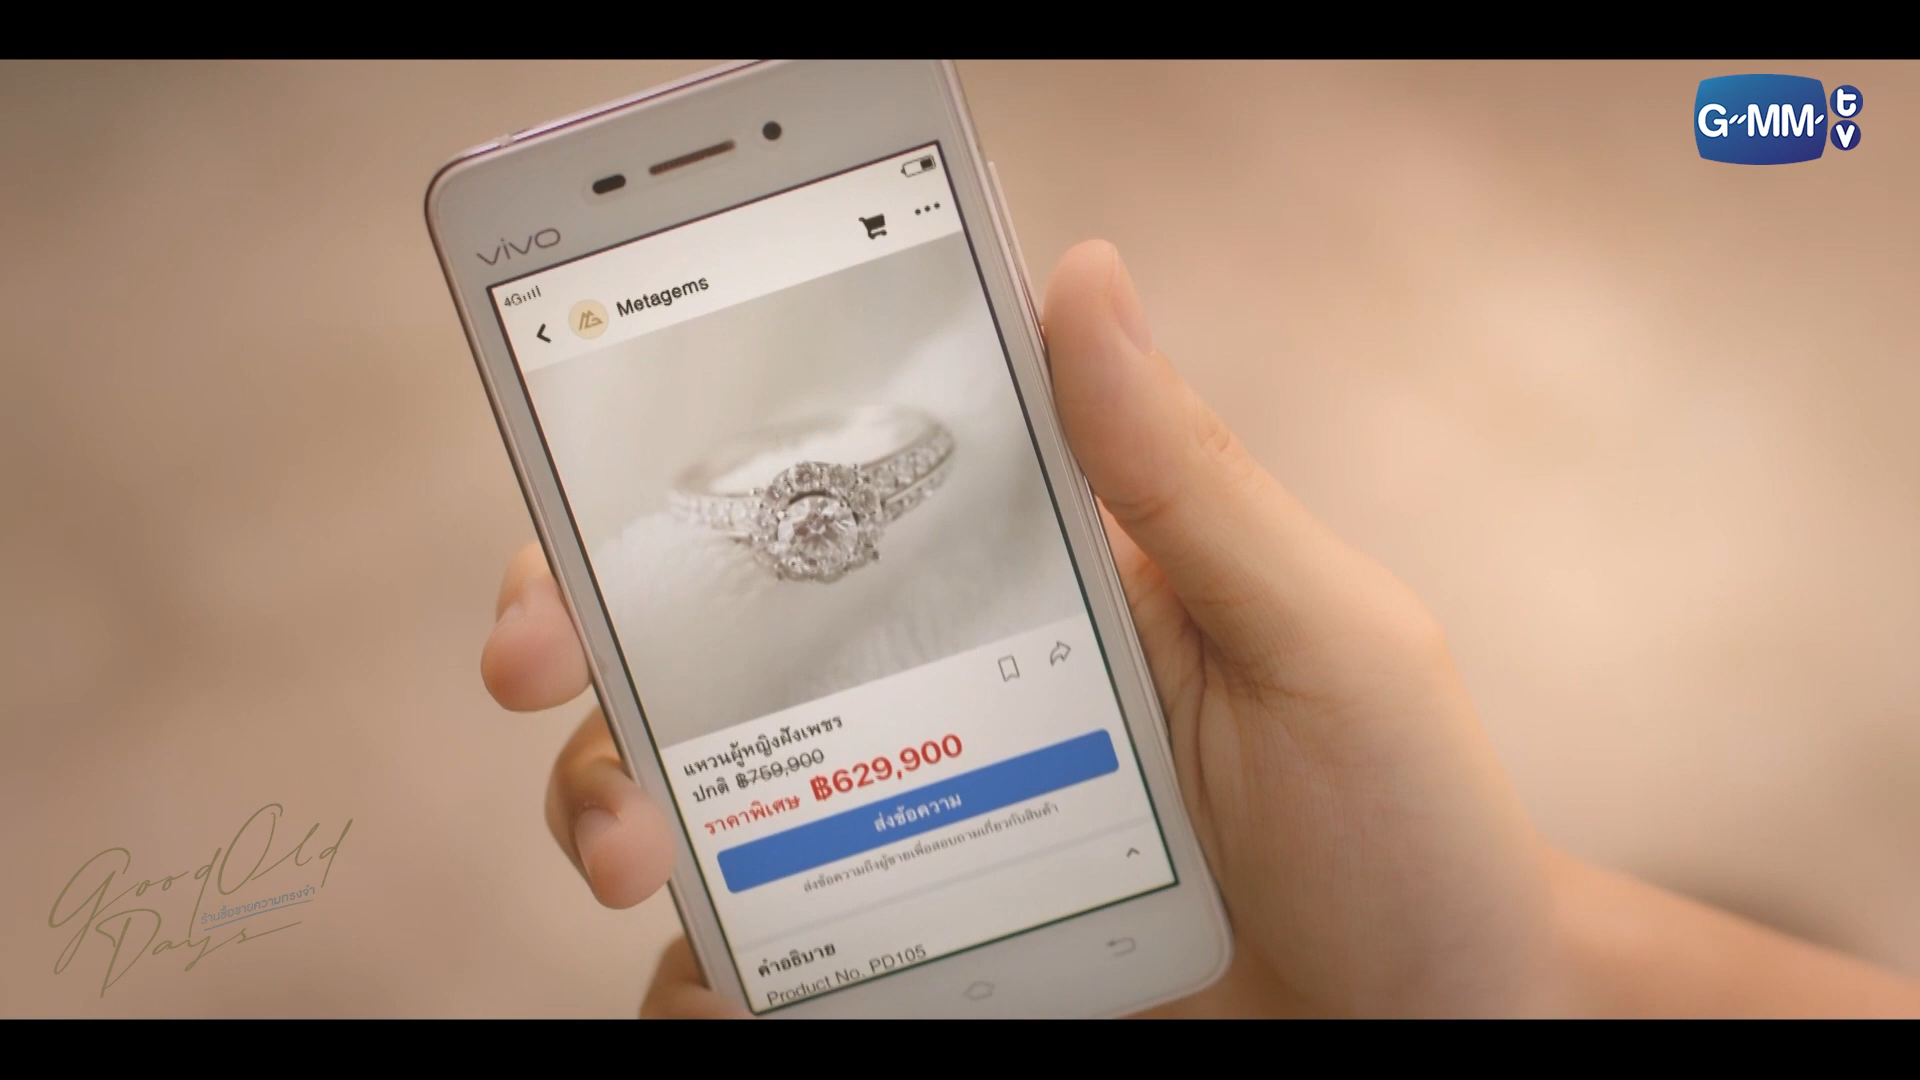 G-MM-tv
vivo
4G
Metagems
แหวนผู้หญิงฝังเพชร
ปกติ ฿759,900
ราคาพิเศษ ฿629,900
ส่งข้อความ
ส่งข้อความถึงผู้ขายเพื่อสอบถามเกี่ยวกับสินค้า
คำอธิบาย
Product No. PD105
Good Old
ร้านซื้อขายความทรงจำ
Days